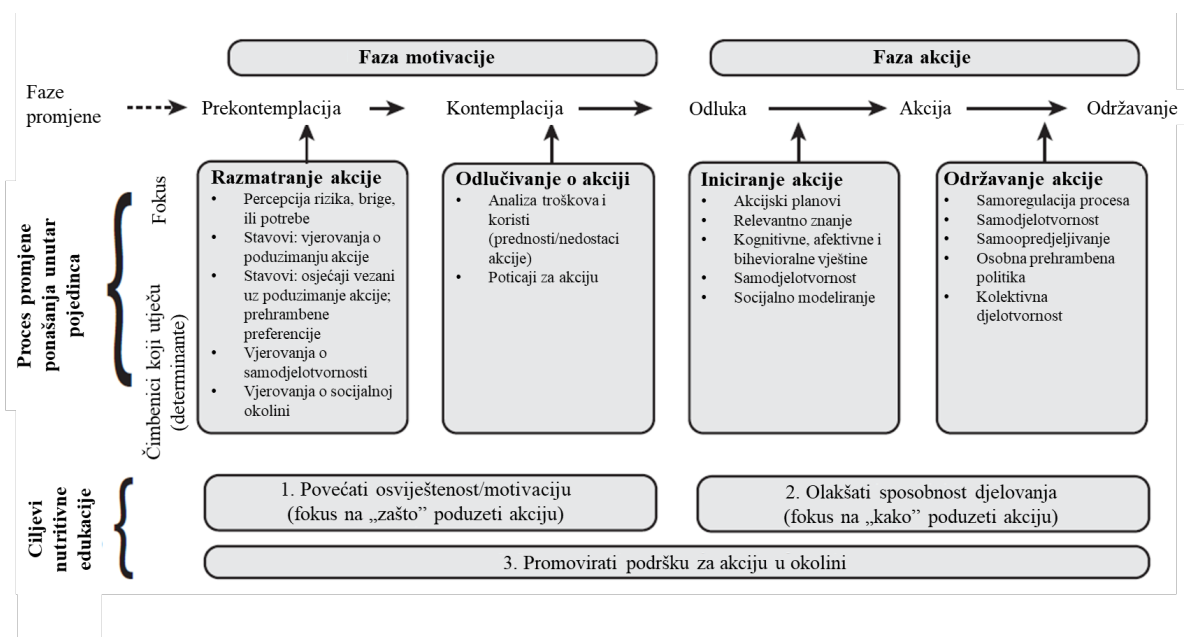 Faza motivacije
Faza akcije
Faze
promjene
Prekontemplacija
Kontemplacija
Odluka
Akcija
Održavanje
Proces promjene
ponašanja unutar
pojedinca
Fokus
Čimbenici koji utječu
(determinante)
Razmatranje akcije
• Percepcija rizika, brige,
ili potrebe
• Stavovi: vjerovanja o
poduzimanju akcije
• Stavovi: osjećaji vezani
uz poduzimanje akcije;
prehrambene
preferencije
• Vjerovanja o
samodjelotvornosti
• Vjerovanja o socijalnoj
okolini
Odlučivanje o akciji
• Analiza troškova i
koristi
(prednosti/nedostaci
akcije)
• Poticaji za akciju
Iniciranje akcije
• Akcijski planovi
• Relevantno znanje
• Kognitivne, afektivne i
bihevioralne vještine
• Samodjelotvornost
• Socijalno modeliranje
Održavanje akcije
• Samoregulacija procesa
• Samodjelotvornost
• Samoopredjeljivanje
• Osobna prehrambena
politika
• Kolektivna
djelotvornost
Ciljevi
nutritivne
edukacije
1. Povećati osviještenost/motivaciju
(fokus na „zašto” poduzeti akciju)
2. Olakšati sposobnost djelovanja
(fokus na „kako” poduzeti akciju)
3. Promovirati podršku za akciju u okolini